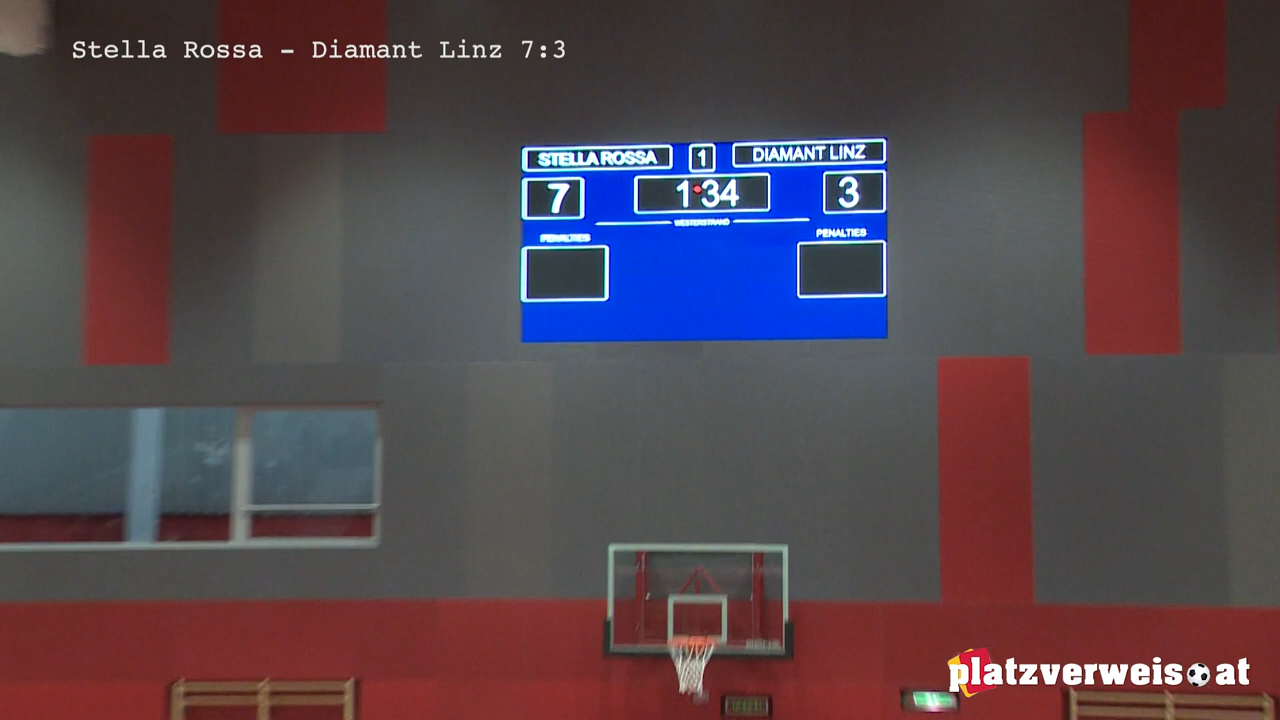 Stella Rossa - Diamant Linz 7:3
STELLA ROSSA 1 DIAMANT LINZ
7 1:34 3
WESTERSTRAND
PENALTIES PENALTIES
platzverweis.at